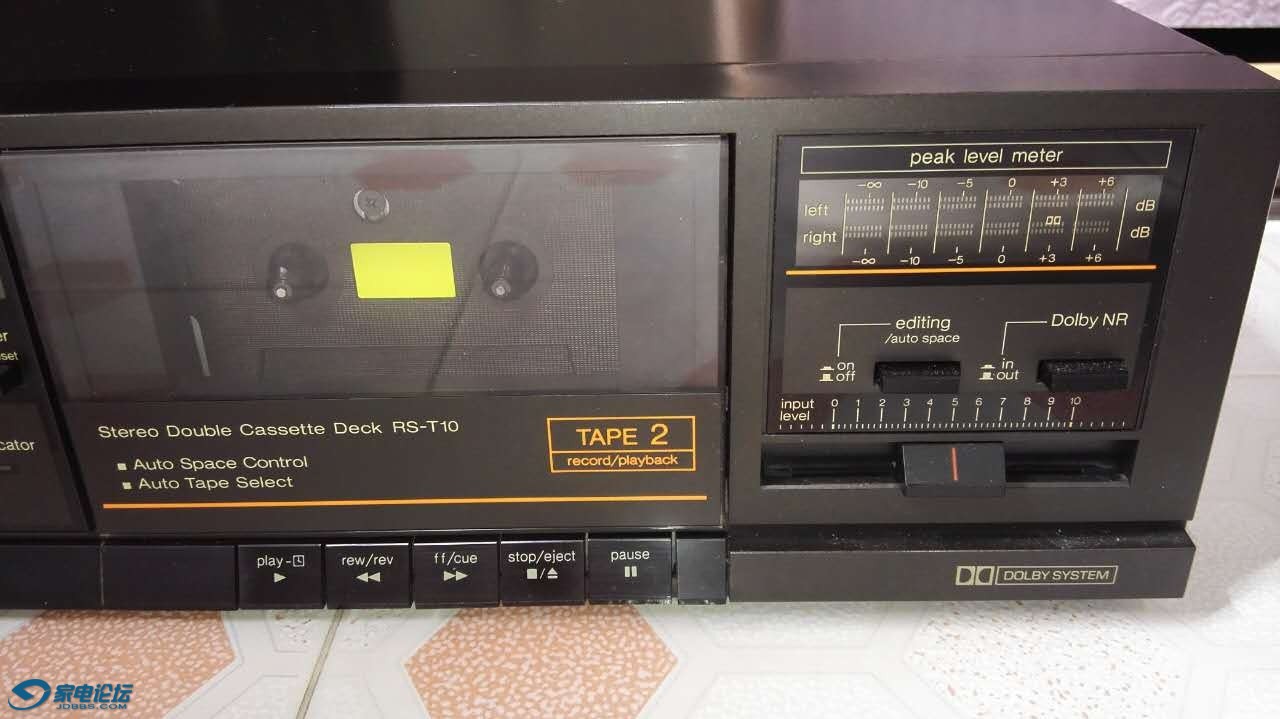 peak level meter
-∞ -10 -5 0 +3 +6
left dB
right dB
-∞ -10 -5 0 +3 +6
editing
/auto space
Dolby NR
on
off
in
out
input
level
0 1 2 3 4 5 6 7 8 9 10
er
set
cator
Stereo Double Cassette Deck RS-T10
Auto Space Control
Auto Tape Select
TAPE 2
record/playback
play-
rew/rev
ff/cue
stop/eject
pause
DOLBY SYSTEM
家电论坛
JDBBS.COM